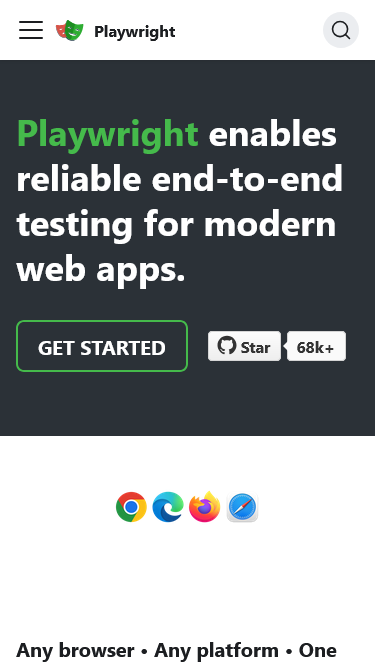 Playwright
Playwright enables
reliable end-to-end
testing for modern
web apps.
GET STARTED
Star
68k+
Any browser • Any platform • One